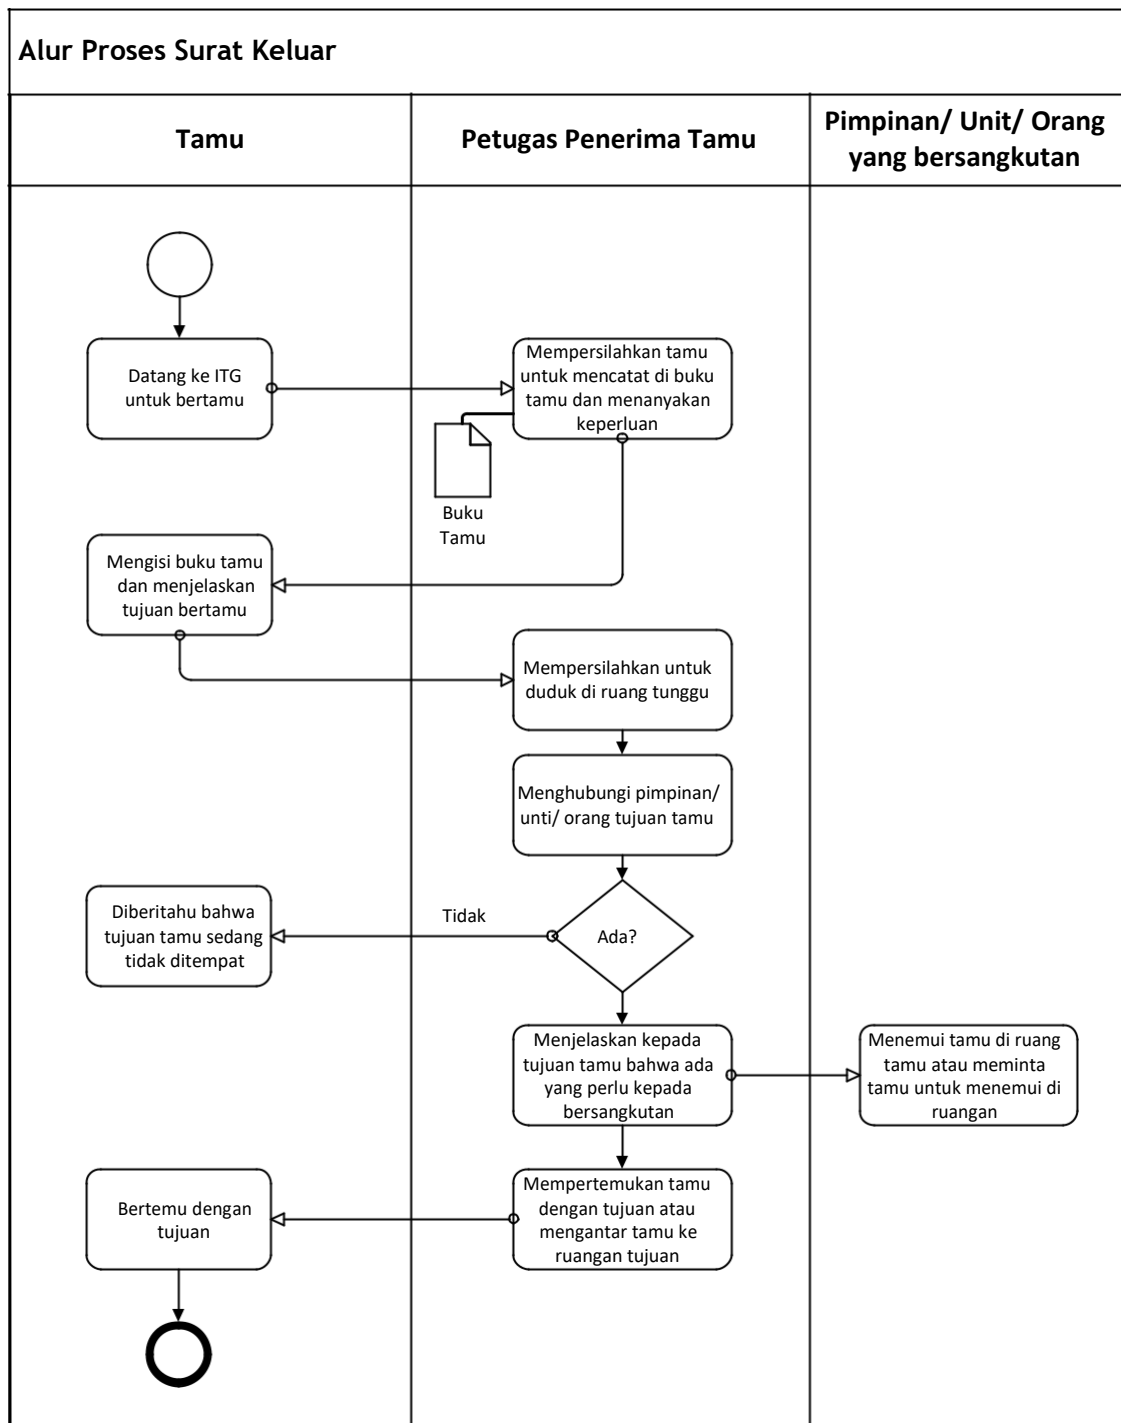 Alur Proses Surat Keluar
Tamu
Petugas Penerima Tamu
Pimpinan/ Unit/ Orang
yang bersangkutan
Datang ke ITG
untuk bertamu
Mempersilahkan tamu
untuk mencatat di buku
tamu dan menanyakan
keperluan
Buku
Tamu
Mengisi buku tamu
dan menjelaskan
tujuan bertamu
Mempersilahkan untuk
duduk di ruang tunggu
Menghubungi pimpinan/
unti/ orang tujuan tamu
Ada?
Tidak
Diberitahu bahwa
tujuan tamu sedang
tidak ditempat
Menjelaskan kepada
tujuan tamu bahwa ada
yang perlu kepada
bersangkutan
Menemui tamu di ruang
tamu atau meminta
tamu untuk menemui di
ruangan
Mempertemukan tamu
dengan tujuan atau
mengantar tamu ke
ruangan tujuan
Bertemu dengan
tujuan